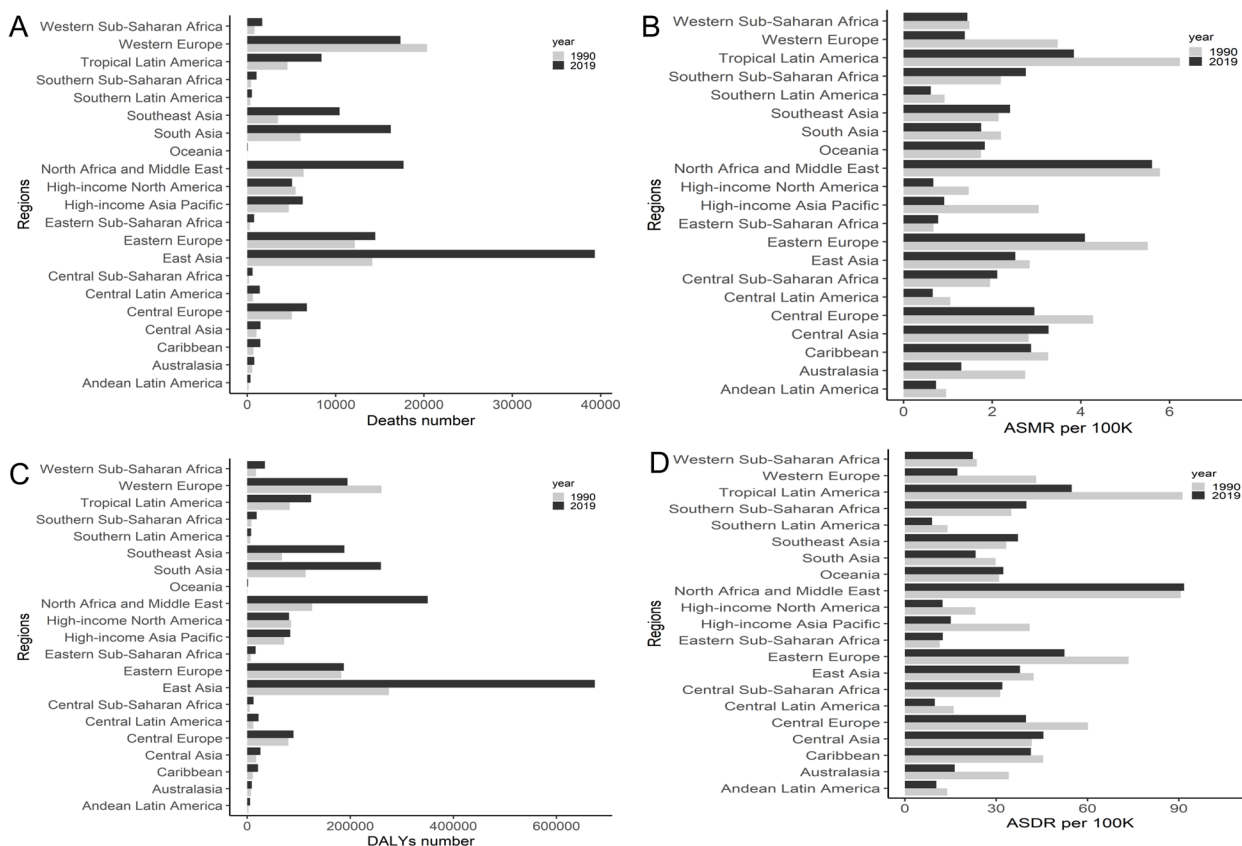 A
Regions
Western Sub-Saharan Africa
Western Europe
Tropical Latin America
Southern Sub-Saharan Africa
Southern Latin America
Southeast Asia
South Asia
Oceania
North Africa and Middle East
High-income North America
High-income Asia Pacific
Eastern Sub-Saharan Africa
Eastern Europe
East Asia
Central Sub-Saharan Africa
Central Latin America
Central Europe
Central Asia
Caribbean
Australasia
Andean Latin America
year
1990
2019
0 10000 20000 30000 40000
Deaths number
B
Regions
Western Sub-Saharan Africa
Western Europe
Tropical Latin America
Southern Sub-Saharan Africa
Southern Latin America
Southeast Asia
South Asia
Oceania
North Africa and Middle East
High-income North America
High-income Asia Pacific
Eastern Sub-Saharan Africa
Eastern Europe
East Asia
Central Sub-Saharan Africa
Central Latin America
Central Europe
Central Asia
Caribbean
Australasia
Andean Latin America
year
1990
2019
0 2 4 6
ASMR per 100K
C
Regions
Western Sub-Saharan Africa
Western Europe
Tropical Latin America
Southern Sub-Saharan Africa
Southern Latin America
Southeast Asia
South Asia
Oceania
North Africa and Middle East
High-income North America
High-income Asia Pacific
Eastern Sub-Saharan Africa
Eastern Europe
East Asia
Central Sub-Saharan Africa
Central Latin America
Central Europe
Central Asia
Caribbean
Australasia
Andean Latin America
year
1990
2019
0 200000 400000 600000
DALYs number
D
Regions
Western Sub-Saharan Africa
Western Europe
Tropical Latin America
Southern Sub-Saharan Africa
Southern Latin America
Southeast Asia
South Asia
Oceania
North Africa and Middle East
High-income North America
High-income Asia Pacific
Eastern Sub-Saharan Africa
Eastern Europe
East Asia
Central Sub-Saharan Africa
Central Latin America
Central Europe
Central Asia
Caribbean
Australasia
Andean Latin America
year
1990
2019
0 30 60 90
ASDR per 100K